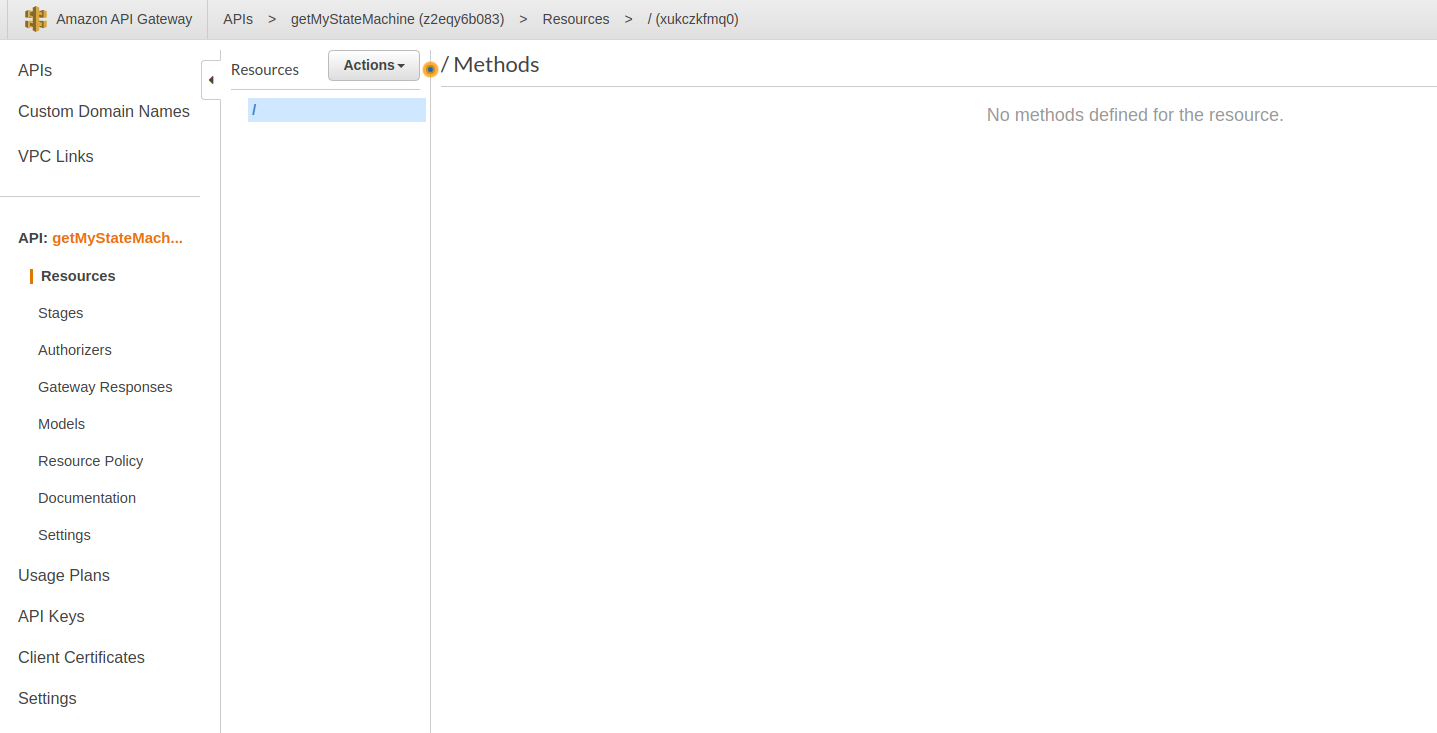 Amazon API Gateway APIs > getMyStateMachine (z2eqy6b083) > Resources > / (xukczkfmq0)
APIs
Custom Domain Names
VPC Links
API: getMyStateMach...
Resources
Stages
Authorizers
Gateway Responses
Models
Resource Policy
Documentation
Settings
Usage Plans
API Keys
Client Certificates
Settings
Resources
Actions
/
/ Methods
No methods defined for the resource.